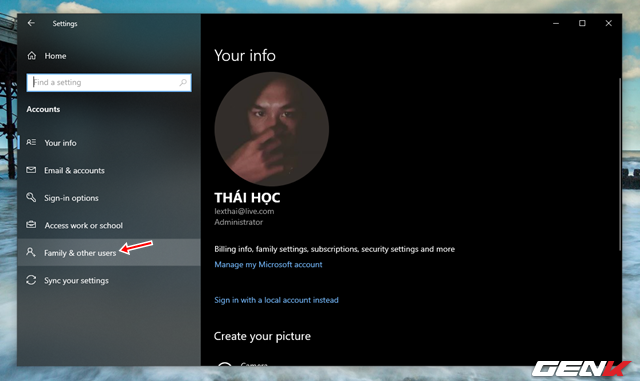 Settings
Home
Find a setting
Accounts
Your info
Email & accounts
Sign-in options
Access work or school
Family & other users
Sync your settings
Your info
THÁI HỌC
lexthai@live.com
Administrator
Billing info, family settings, subscriptions, security settings and more
Manage my Microsoft account
Sign in with a local account instead
Create your picture
Camera
GENK